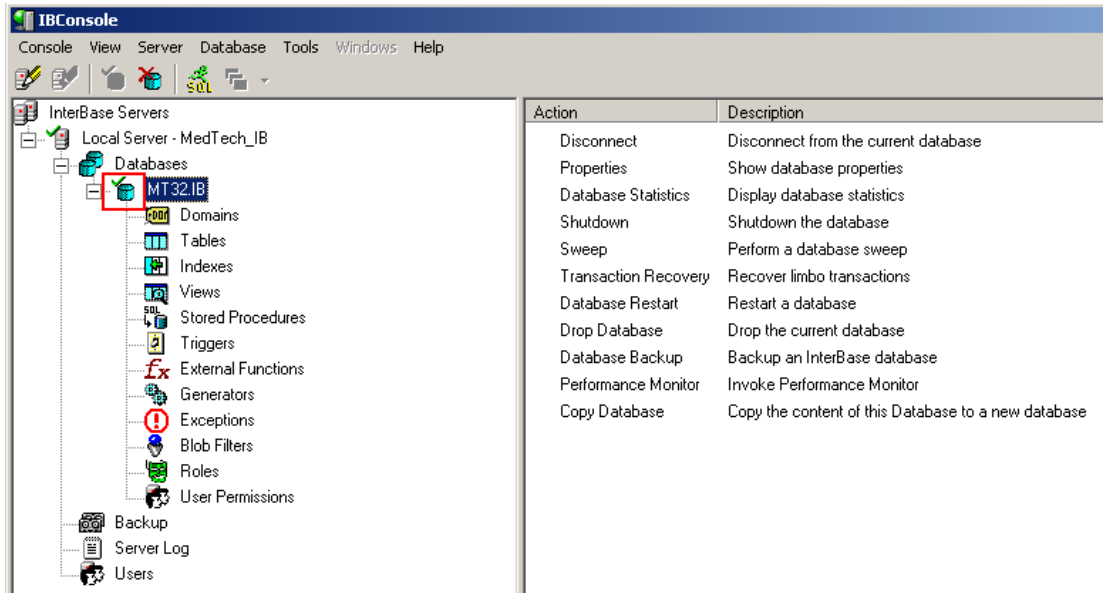 IBConsole
Console View Server Database Tools Windows Help
SQL
InterBase Servers
Local Server - MedTech_IB
Databases
MT32.IB
Domains
Tables
Indexes
Views
Stored Procedures
Triggers
External Functions
Generators
Exceptions
Blob Filters
Roles
User Permissions
Backup
Server Log
Users
Action Description
Disconnect Disconnect from the current database
Properties Show database properties
Database Statistics Display database statistics
Shutdown Shutdown the database
Sweep Perform a database sweep
Transaction Recovery Recover limbo transactions
Database Restart Restart a database
Drop Database Drop the current database
Database Backup Backup an InterBase database
Performance Monitor Invoke Performance Monitor
Copy Database Copy the content of this Database to a new database